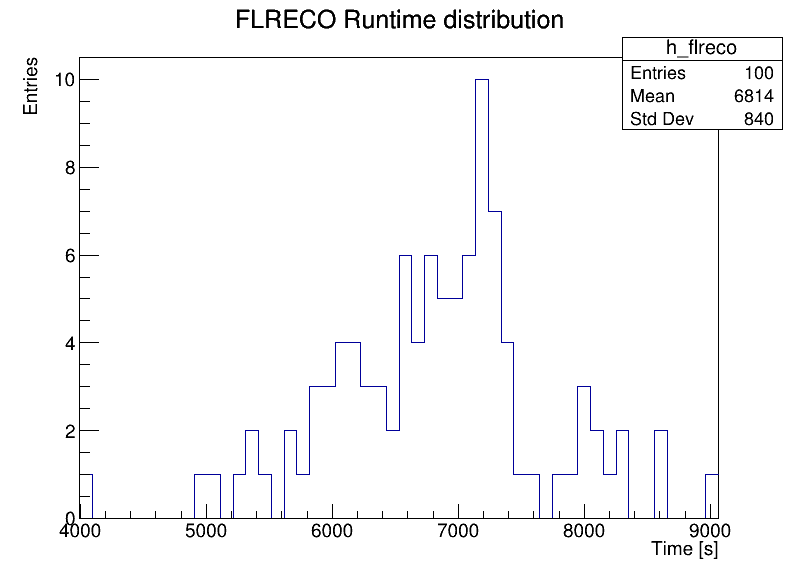 FLRECO Runtime distribution
h_flreco
Entries 100
Mean 6814
Std Dev 840
Entries
10
8
6
4
2
0
4000 5000 6000 7000 8000 9000
Time [s]